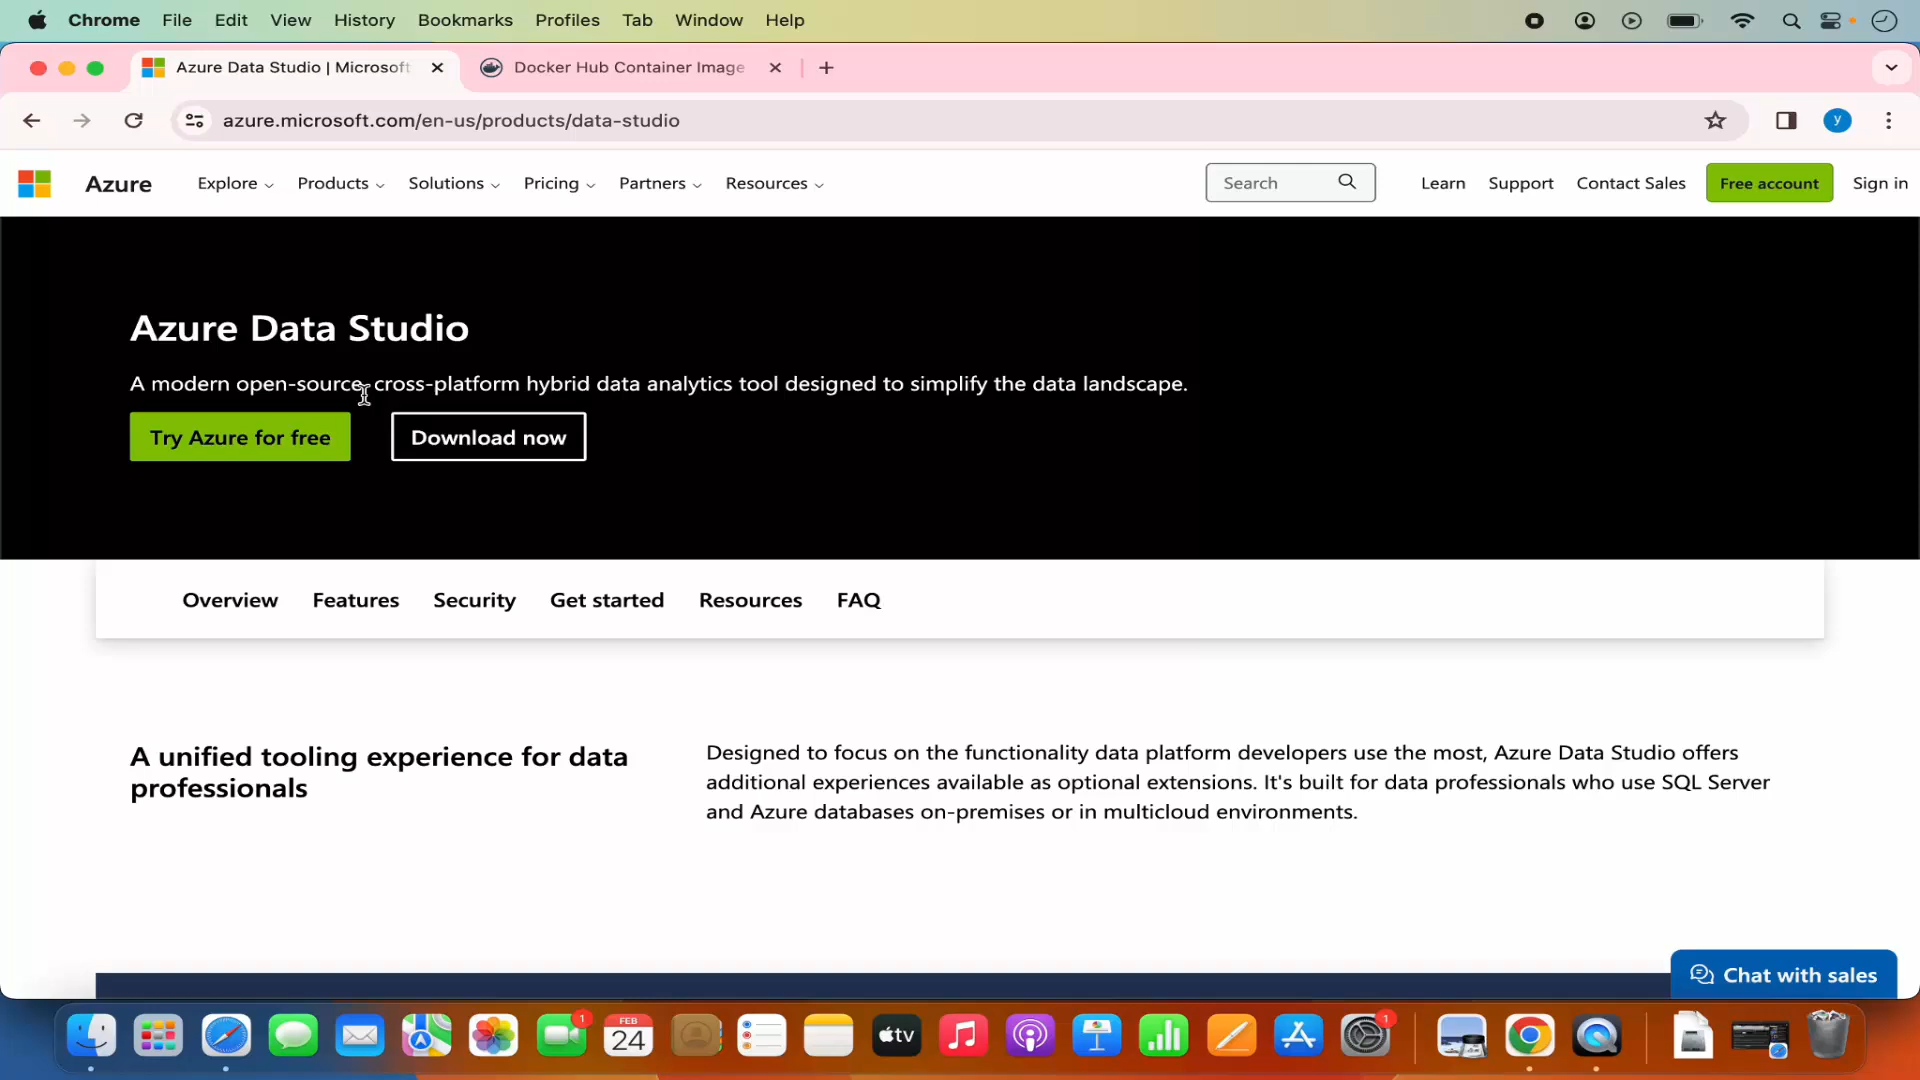 Chrome File Edit View History Bookmarks Profiles Tab Window Help
Azure Data Studio | Microsoft
Docker Hub Container Image
azure.microsoft.com/en-us/products/data-studio
y
Azure Explore Products Solutions Pricing Partners Resources Search Learn Support Contact Sales Free account Sign in
Azure Data Studio
A modern open-source, cross-platform hybrid data analytics tool designed to simplify the data landscape.
Try Azure for free
Download now
Overview Features Security Get started Resources FAQ
A unified tooling experience for data
professionals
Designed to focus on the functionality data platform developers use the most, Azure Data Studio offers
additional experiences available as optional extensions. It's built for data professionals who use SQL Server
and Azure databases on-premises or in multicloud environments.
Chat with sales
1
FEB
24
tv
1